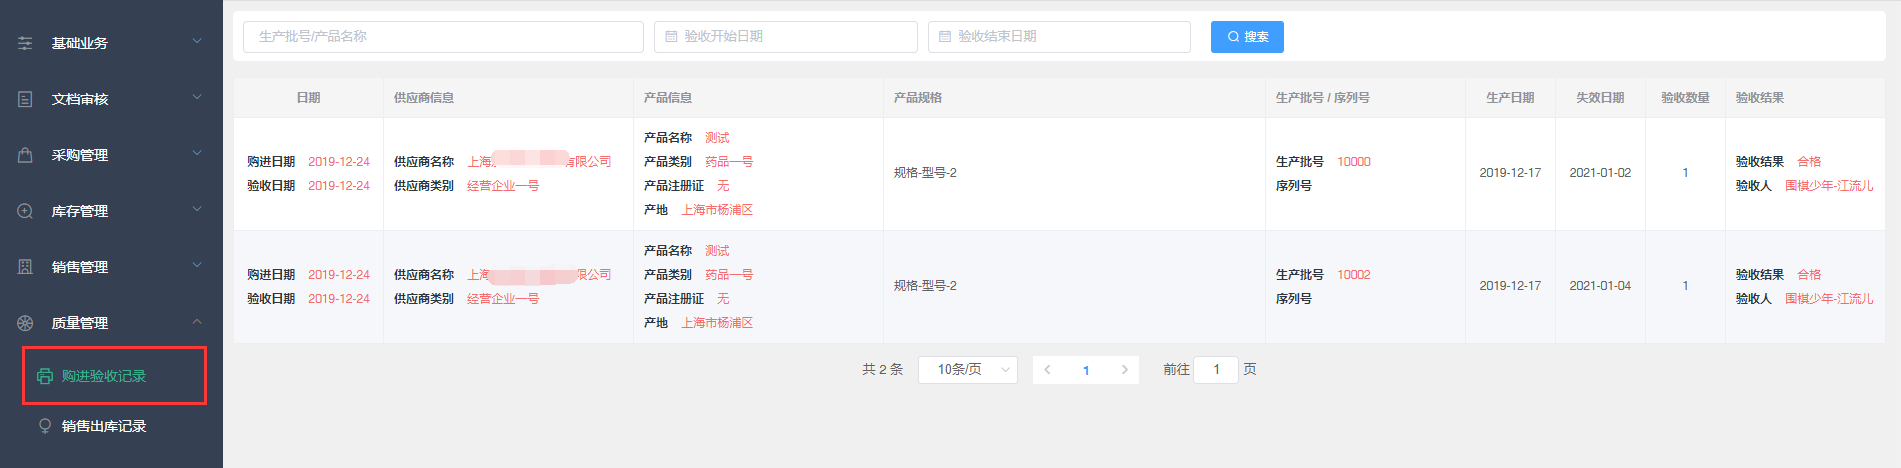 基础业务
文档审核
采购管理
库存管理
销售管理
质量管理
购进验收记录
销售出库记录
生产批号/产品名称 验收开始日期 验收结束日期 搜索
日期 供应商信息 产品信息 产品规格 生产批号 / 序列号 生产日期 失效日期 验收数量 验收结果
产品名称 测试
购进日期 2019-12-24 供应商名称 上海 有限公司 产品类别 药品一号 生产批号 10000 验收结果 合格
规格-型号-2 2019-12-17 2021-01-02 1
验收日期 2019-12-24 供应商类别 经营企业一号 产品注册证 无 序列号 验收人 围棋少年-江流儿
产地 上海市杨浦区
产品名称 测试
购进日期 2019-12-24 供应商名称 上海 限公司 产品类别 药品一号 生产批号 10002 验收结果 合格
规格-型号-2 2019-12-17 2021-01-04 1
验收日期 2019-12-24 供应商类别 经营企业一号 产品注册证 无 序列号 验收人 围棋少年-江流儿
产地 上海市杨浦区
共 2 条 10条/页 1 前往 1 页